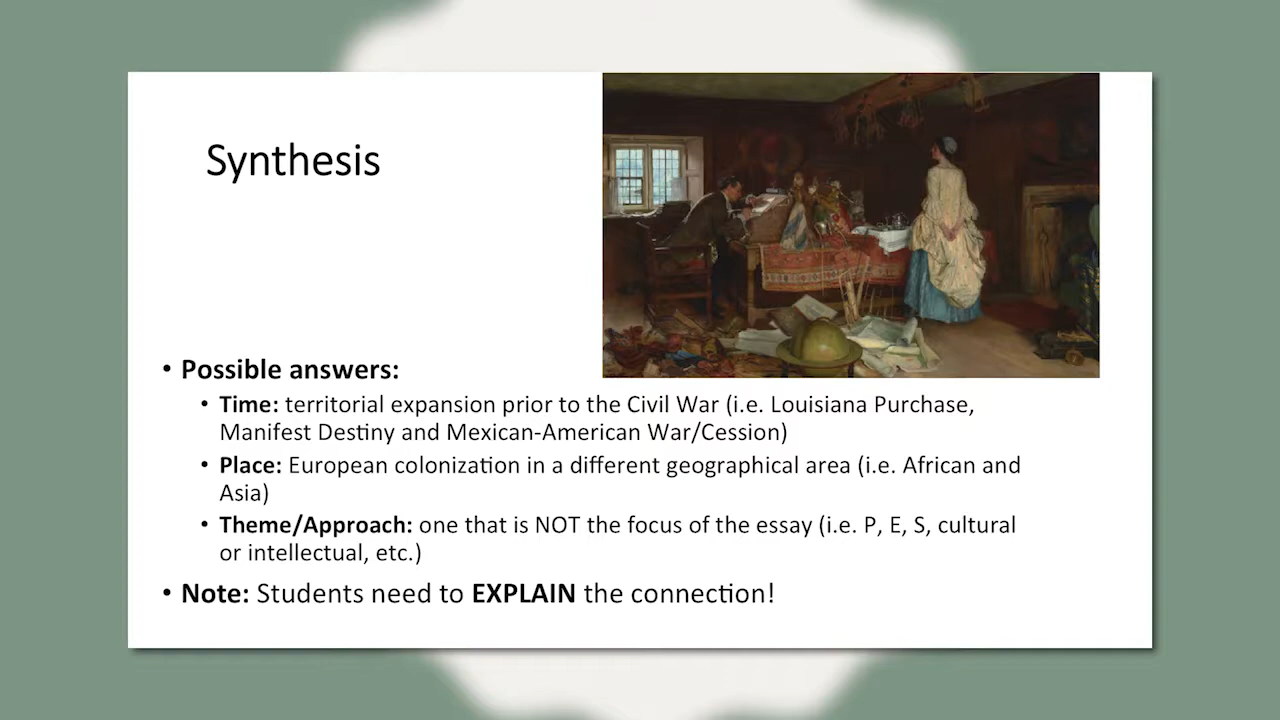 Synthesis
• Possible answers:
• Time: territorial expansion prior to the Civil War (i.e. Louisiana Purchase,
Manifest Destiny and Mexican-American War/Cession)
• Place: European colonization in a different geographical area (i.e. African and
Asia)
• Theme/Approach: one that is NOT the focus of the essay (i.e. P, E, S, cultural
or intellectual, etc.)
• Note: Students need to EXPLAIN the connection!